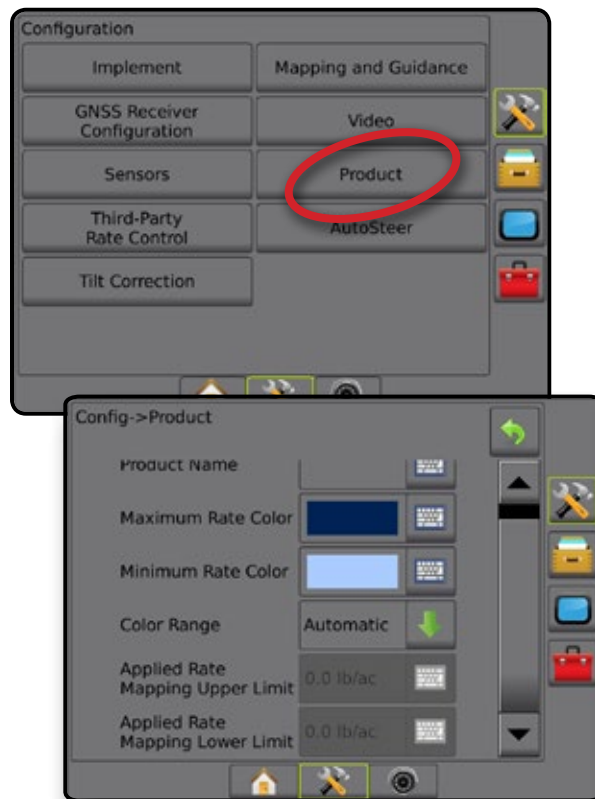 Configuration
Implement
Mapping and Guidance
GNSS Receiver
Configuration
Video
Sensors
Product
Third-Party
Rate Control
AutoSteer
Tilt Correction
Config->Product
Product Name
Maximum Rate Color
Minimum Rate Color
Color Range
Automatic
Applied Rate
Mapping Upper Limit
0.0 lb/ac
Applied Rate
Mapping Lower Limit
0.0 lb/ac